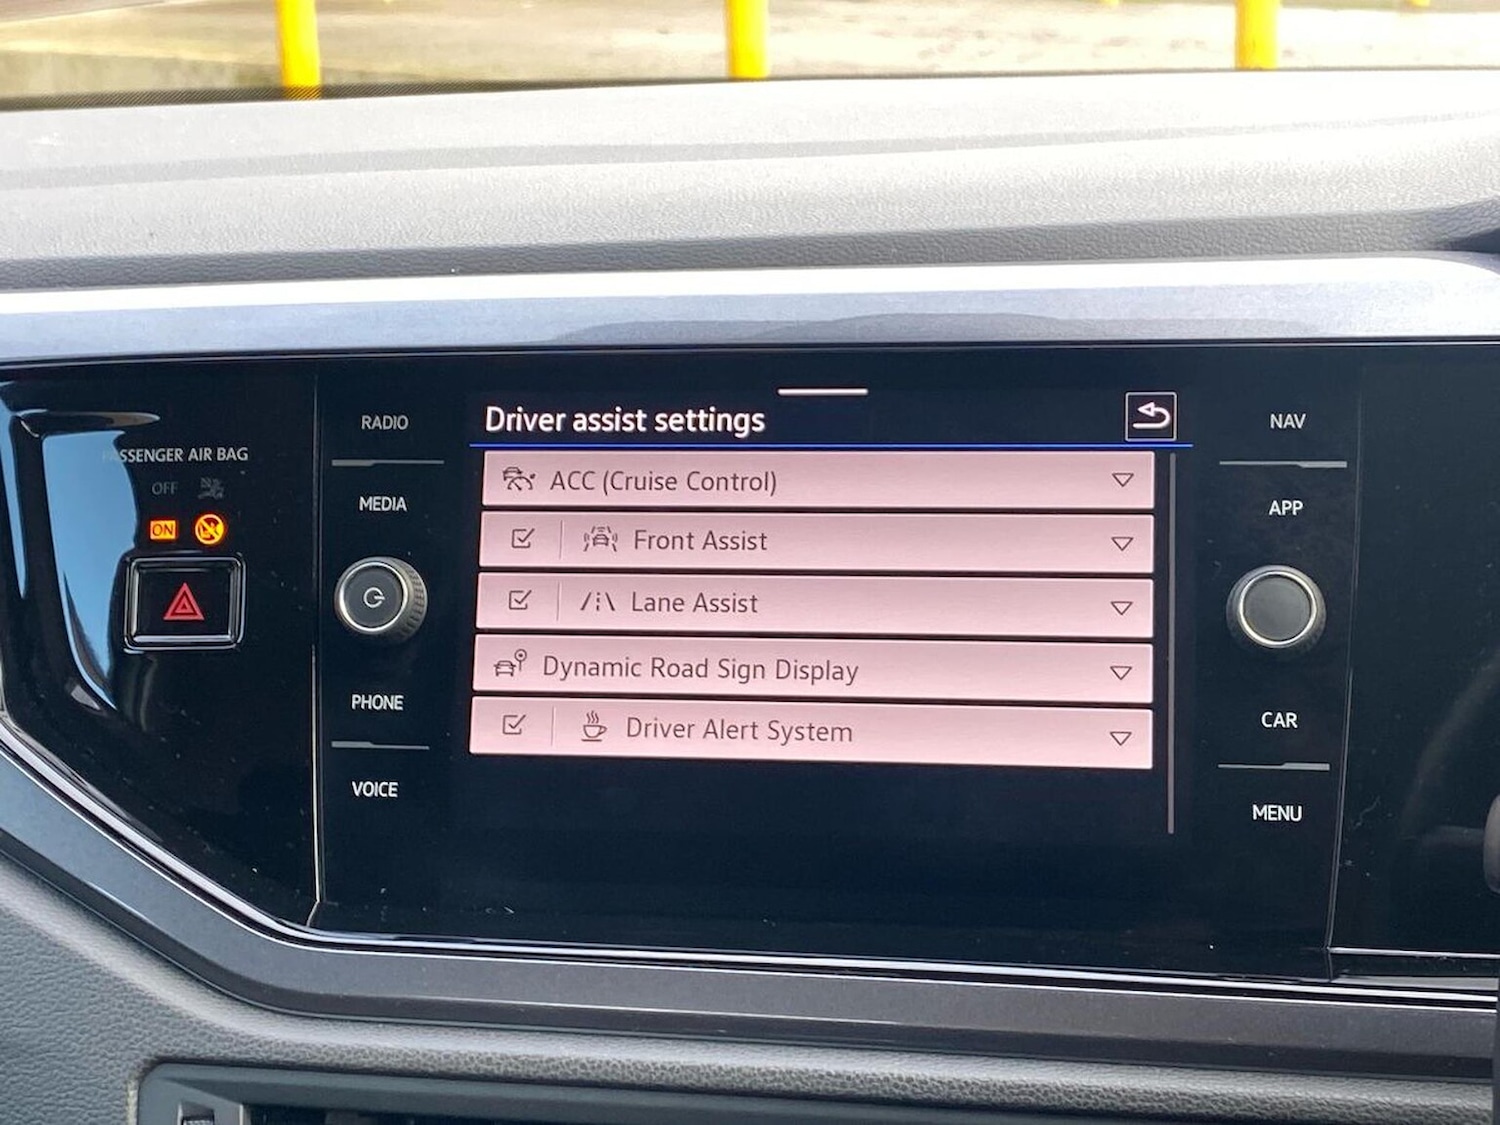 PASSENGER AIR BAG
OFF
ON
RADIO
MEDIA
PHONE
VOICE
Driver assist settings
ACC (Cruise Control)
Front Assist
Lane Assist
Dynamic Road Sign Display
Driver Alert System
NAV
APP
CAR
MENU